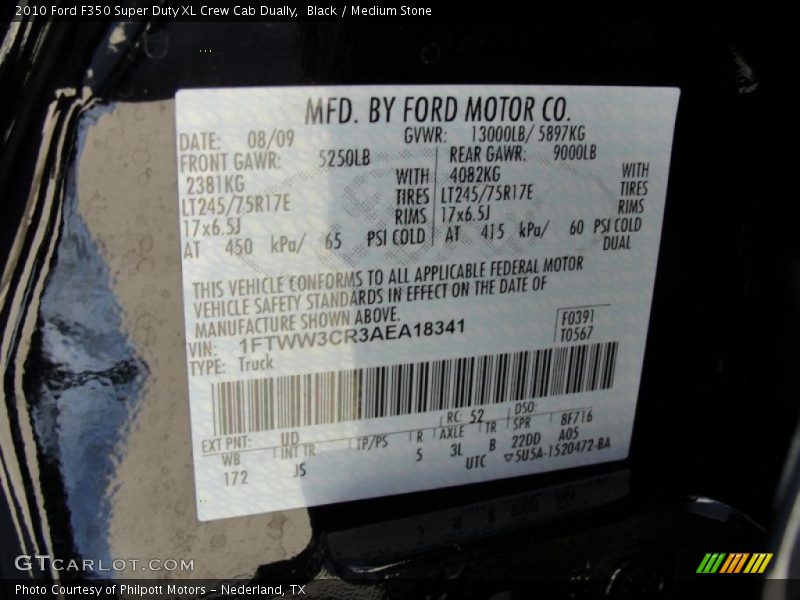 2010 Ford F350 Super Duty XL Crew Cab Dually, Black / Medium Stone
MFD. BY FORD MOTOR CO.
DATE: 08/09 GVWR: 13000LB/ 5897KG
FRONT GAWR: 5250LB REAR GAWR: 9000LB
2381KG WITH 4082KG WITH
LT245/75R17E TIRES LT245/75R17E TIRES
17x6.5J RIMS 17x6.5J RIMS
AT 450 kPa/ 65 PSI COLD AT 415 kPa/ 60 PSI COLD
DUAL
THIS VEHICLE CONFORMS TO ALL APPLICABLE FEDERAL MOTOR
VEHICLE SAFETY STANDARDS IN EFFECT ON THE DATE OF
MANUFACTURE SHOWN ABOVE.
VIN: 1FTWW3CR3AEA18341 F0391
TYPE: Truck T0567
EXT PNT: UD RC: 52 DSO:
WB INT TR TP/PS R AXLE TR SPR 8F716
172 JS 5 3L B 22DD A05
UTC ▽5U5A-1520472-BA
GTCARLOT.COM
Photo Courtesy of Philpott Motors - Nederland, TX